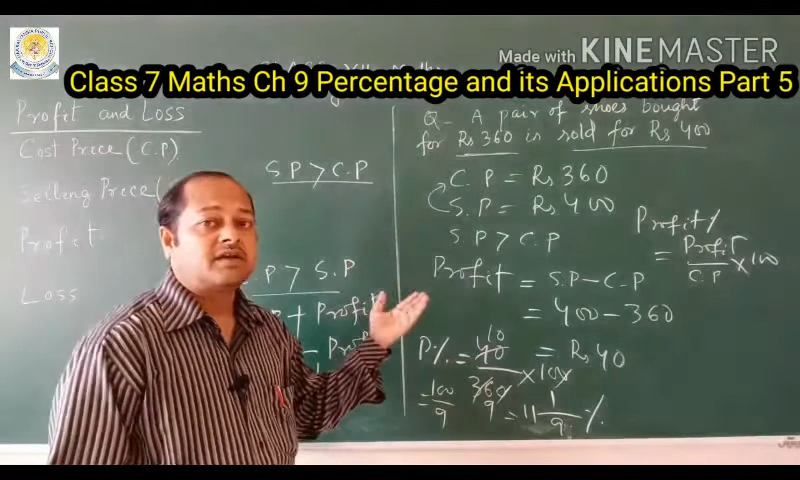 Made with KINEMASTER
Class 7 Maths Ch 9 Percentage and its Applications Part 5
Profit and Loss
Cost Price (C.P)
Selling Price (
Profit
Loss
S.P > C.P
.P > S.P
+ Profit
Q- A pair of shoes bought
for Rs 360 is sold for Rs 400
C.P = Rs 360
S.P = Rs 400
S.P > C.P
Profit = S.P - C.P
= 400 - 360
= Rs 40
Profit %
= Profit / C.P × 100
P% = 40 / 360 × 100
10
9
= 100 / 9 = 11 1/9 %